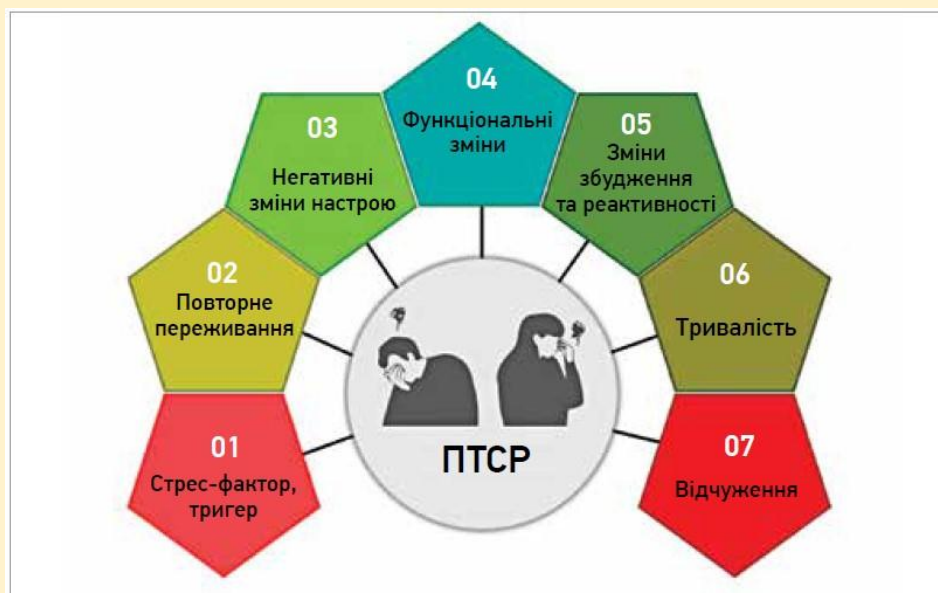 01
Стрес-фактор,
тригер
02
Повторне
переживання
03
Негативні
зміни настрою
04
Функціональні
зміни
05
Зміни
збудження
та реактивності
06
Тривалість
07
Відчуження
ПТСР